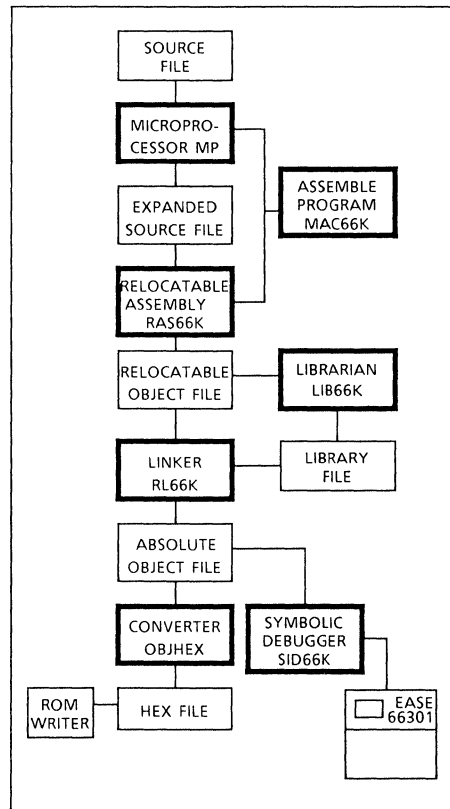 SOURCE
FILE
MICROPRO-
CESSOR MP
ASSEMBLE
PROGRAM
MAC66K
EXPANDED
SOURCE FILE
RELOCATABLE
ASSEMBLY
RAS66K
RELOCATABLE
OBJECT FILE
LIBRARIAN
LIB66K
LINKER
RL66K
LIBRARY
FILE
ABSOLUTE
OBJECT FILE
CONVERTER
OBJHEX
SYMBOLIC
DEBUGGER
SID66K
ROM
WRITER
HEX FILE
EASE
66301